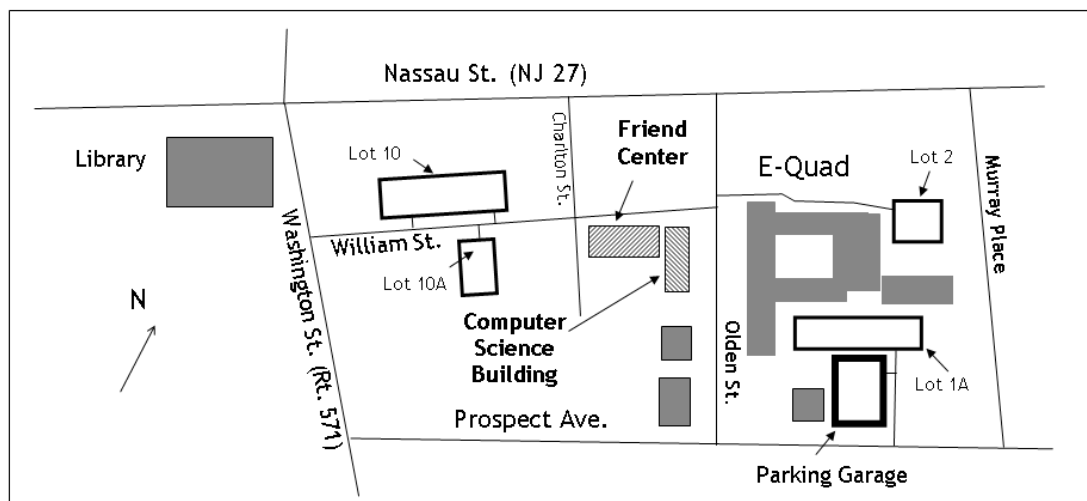 Nassau St. (NJ 27)
Library
Lot 10
Charlton St.
Friend
Center
E-Quad
Lot 2
Murray Place
Washington St. (Rt. 571)
William St.
Lot 10A
N
Computer
Science
Building
Olden St.
Lot 1A
Prospect Ave.
Parking Garage